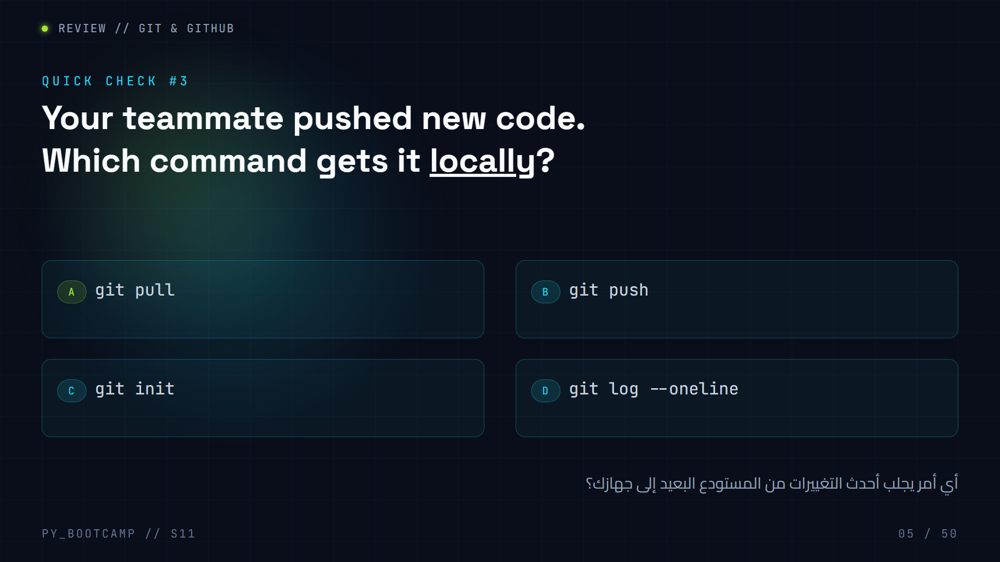 REVIEW // GIT & GITHUB
QUICK CHECK #3
Your teammate pushed new code.
Which command gets it locally?
A git pull
B git push
C git init
D git log --oneline
أي أمر يجلب أحدث التغييرات من المستودع البعيد إلى جهازك؟
PY_BOOTCAMP // S11
05 / 50